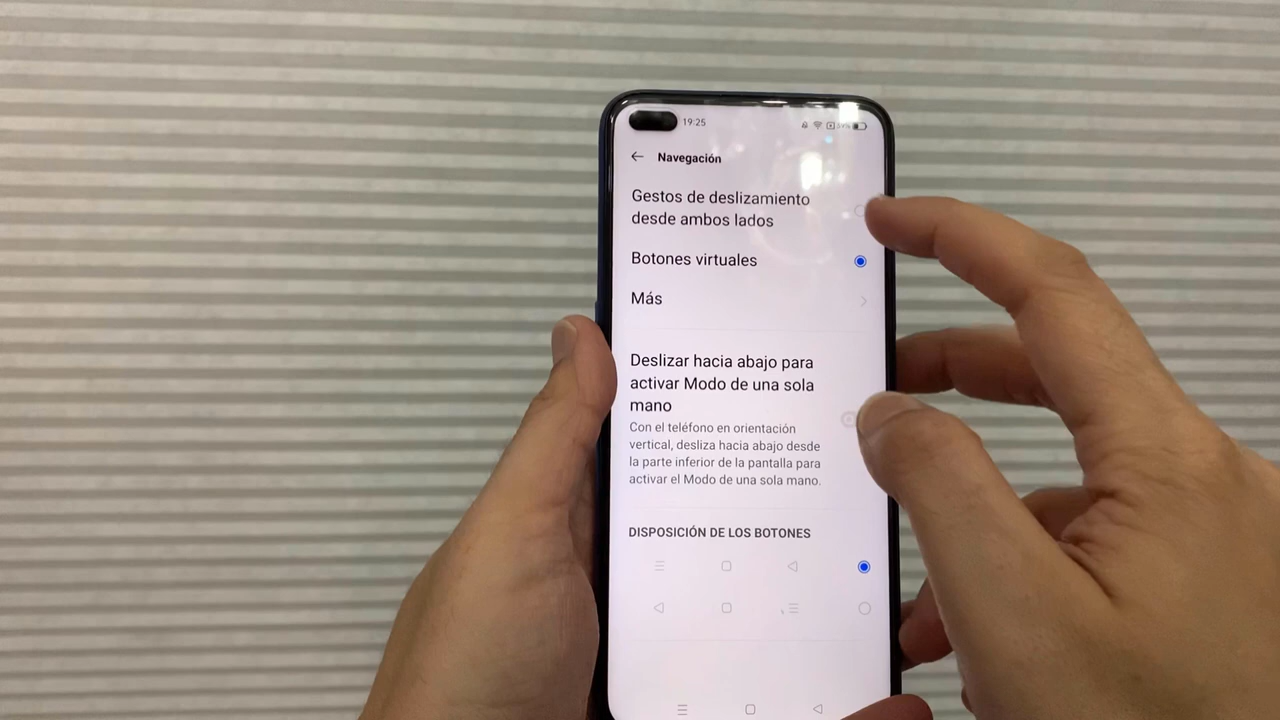 19:25
Navegación
Gestos de deslizamiento
desde ambos lados
Botones virtuales
Más
Deslizar hacia abajo para
activar Modo de una sola
mano
Con el teléfono en orientación
vertical, desliza hacia abajo desde
la parte inferior de la pantalla para
activar el Modo de una sola mano.
DISPOSICIÓN DE LOS BOTONES